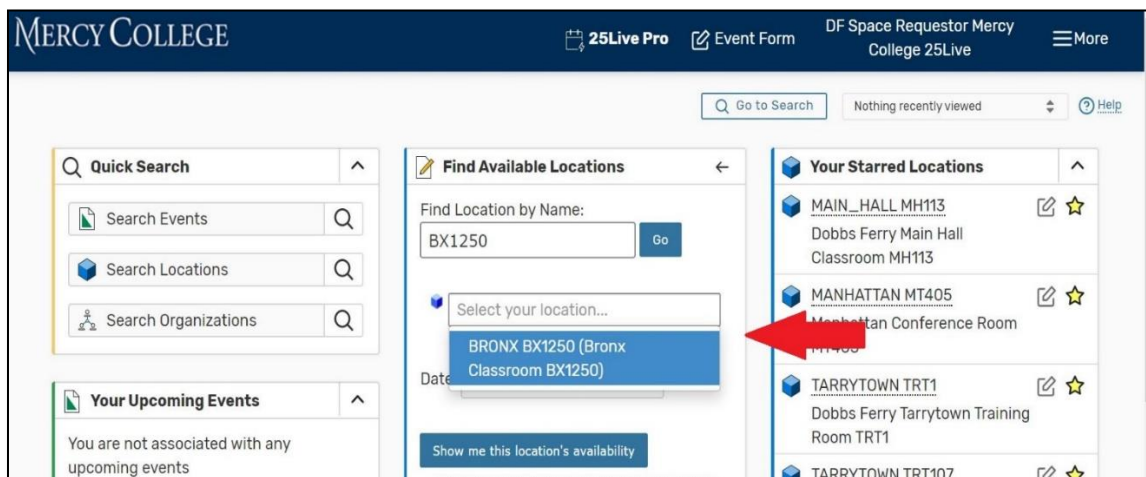 MERCY COLLEGE
25Live Pro
Event Form
DF Space Requestor Mercy
College 25Live
More
Go to Search
Nothing recently viewed
Help
Quick Search
Search Events
Search Locations
Search Organizations
Your Upcoming Events
You are not associated with any
upcoming events
Find Available Locations
Find Location by Name:
BX1250
Go
Select your location...
BRONX BX1250 (Bronx
Classroom BX1250)
Date
Show me this location's availability
Your Starred Locations
MAIN_HALL MH113
Dobbs Ferry Main Hall
Classroom MH113
MANHATTAN MT405
Manhattan Conference Room
MT405
TARRYTOWN TRT1
Dobbs Ferry Tarrytown Training
Room TRT1
TARRYTOWN TRT107